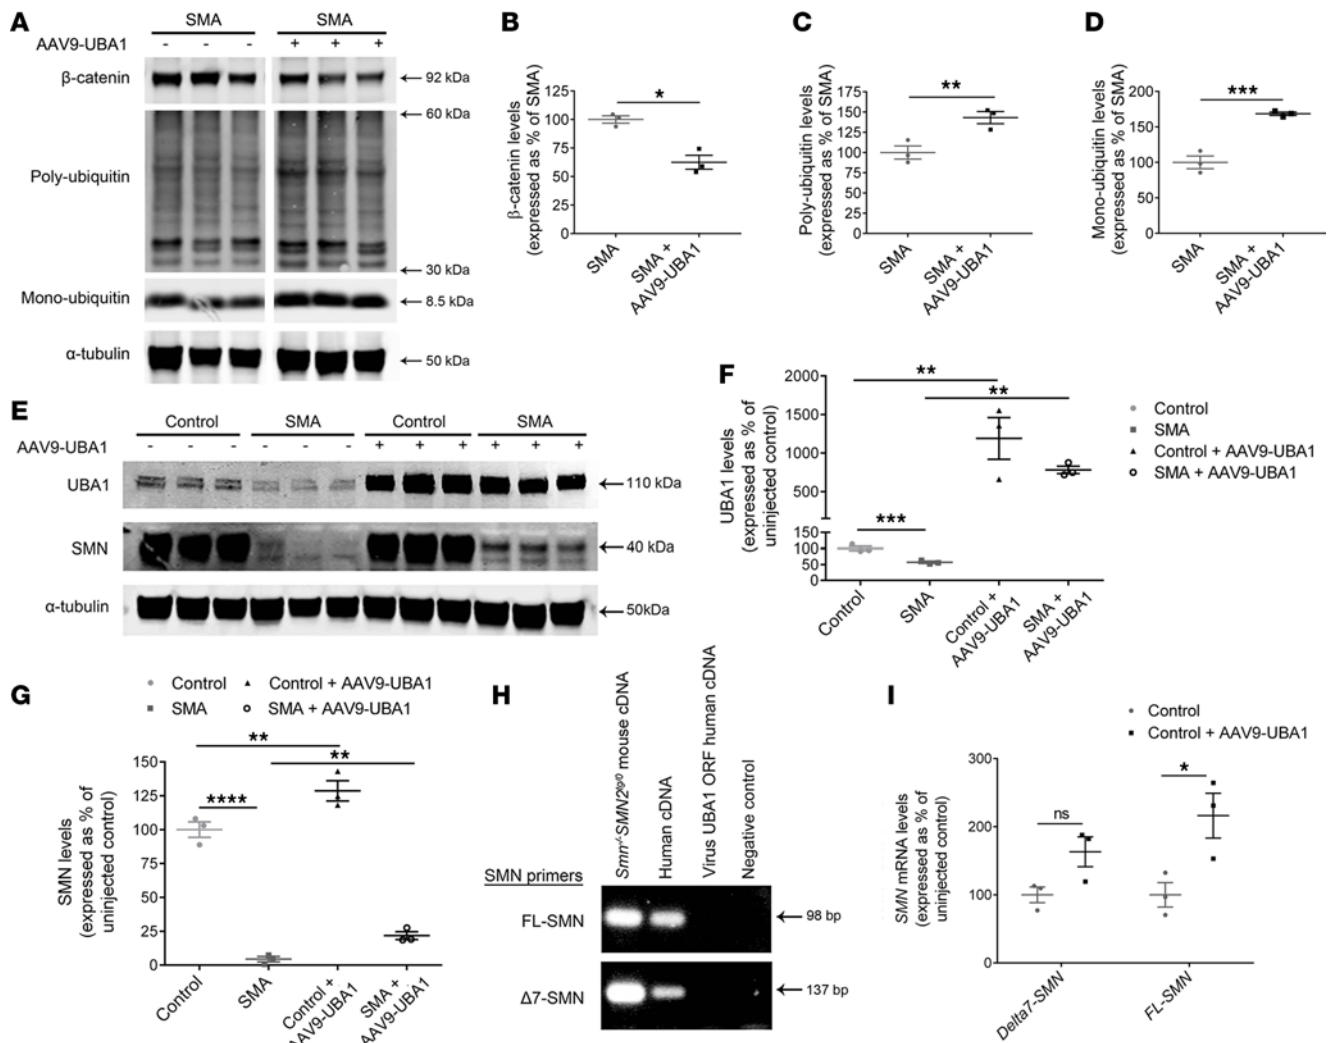 A
SMA
SMA
AAV9-UBA1
- - - + + +
β-catenin
92 kDa
60 kDa
Poly-ubiquitin
30 kDa
Mono-ubiquitin
8.5 kDa
α-tubulin
50 kDa
B
β-catenin levels
(expressed as % of SMA)
125
100
75
50
25
0
*
SMA
SMA +
AAV9-UBA1
C
Poly-ubiquitin levels
(expressed as % of SMA)
175
150
125
100
75
50
25
0
**
SMA
SMA +
AAV9-UBA1
D
Mono-ubiquitin levels
(expressed as % of SMA)
200
150
100
50
0
***
SMA
SMA +
AAV9-UBA1
E
Control
SMA
Control
SMA
AAV9-UBA1
- - - - - - + + + + + +
UBA1
110 kDa
SMN
40 kDa
α-tubulin
50kDa
F
UBA1 levels
(expressed as % of
uninjected control)
2000
1500
1000
500
150
100
50
0
**
**
***
Control
SMA
Control +
AAV9-UBA1
SMA +
AAV9-UBA1
Control
SMA
Control + AAV9-UBA1
SMA + AAV9-UBA1
G
Control
Control + AAV9-UBA1
SMA
SMA + AAV9-UBA1
SMN levels
(expressed as % of
uninjected control)
150
125
100
75
50
25
0
**
**
****
Control
SMA
Control +
AAV9-UBA1
SMA +
AAV9-UBA1
H
Human cDNA
Virus UBA1 ORF human cDNA
Negative control
SMN primers
FL-SMN
98 bp
Δ7-SMN
137 bp
I
Control
Control + AAV9-UBA1
SMN mRNA levels
(expressed as % of
uninjected control)
300
200
100
0
ns
*
Delta7-SMN
FL-SMN